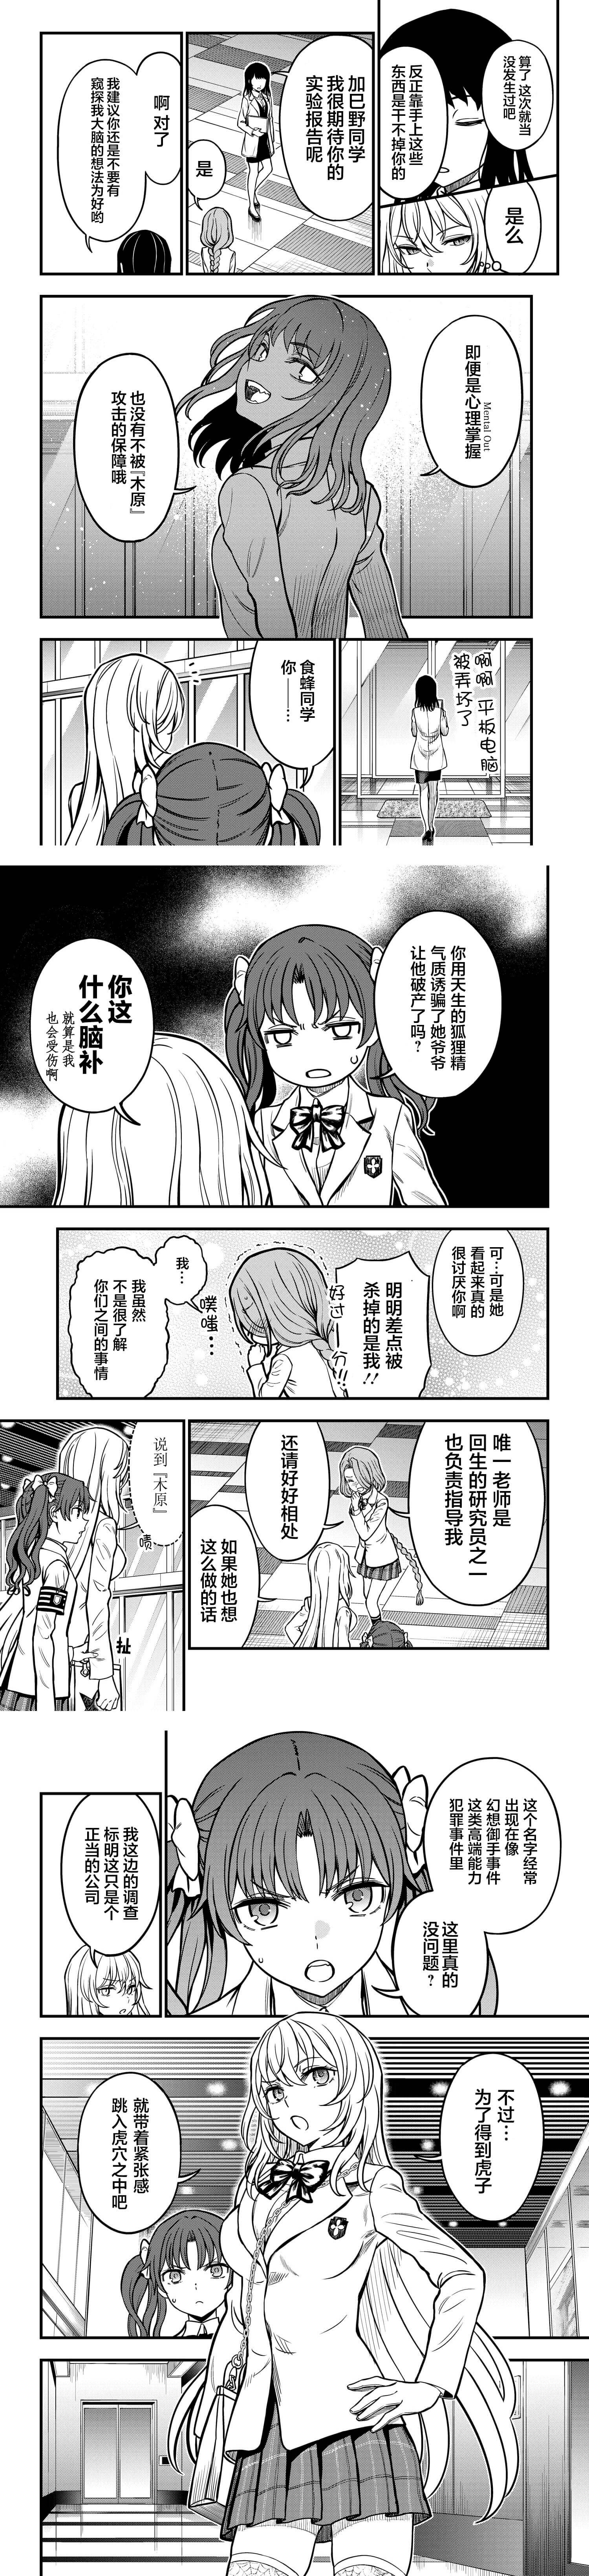 算了 这次就当
没发生过吧
反正靠手上这些
东西是干不掉你的
是么
加巳野同学
我很期待你的
实验报告呢
是
啊 对了
我建议你还是不要有
窥探我大脑的想法为好哟
即便是心理掌握
Mental Out
也没有不被『木原』
攻击的保障哦
啊啊 平板电脑
被弄坏了
食蜂同学
你……
你用天生的狐狸精
气质诱骗了她爷爷
让他破产了吗？
你这
什么脑补
就算是我
也会受伤啊
可…可是她
看起来真的
很讨厌你啊
明明差点被
杀掉的是我!!
好过分!!
噗嗤…
我…
我虽然
不是很了解
你们之间的事情
唯一老师是
回生的研究员之一
也负责指导我
还请好好相处
如果她也想
这么做的话
说到『木原』
啧
扯
这个名字经常
出现在像
幻想御手事件
这类高端能力
犯罪事件里
这里真的
没问题？
我这边的调查
标明这只是个
正当的公司
不过…
为了得到虎子
就带着紧张感
跳入虎穴之中吧